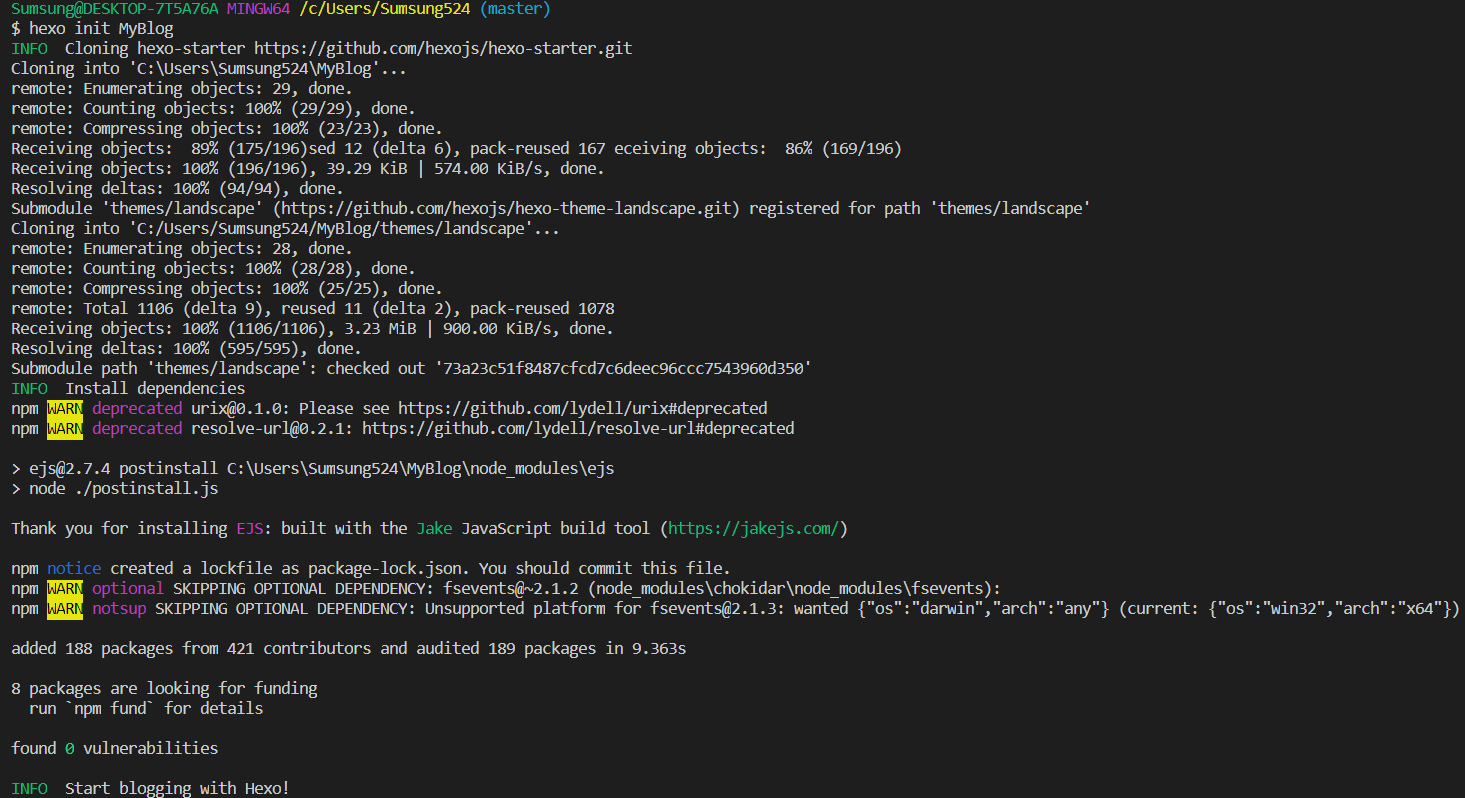 Sumsung@DESKTOP-7T5A76A MINGW64 /c/Users/Sumsung524 (master)
$ hexo init MyBlog
INFO  Cloning hexo-starter https://github.com/hexojs/hexo-starter.git
Cloning into 'C:\Users\Sumsung524\MyBlog'...
remote: Enumerating objects: 29, done.
remote: Counting objects: 100% (29/29), done.
remote: Compressing objects: 100% (23/23), done.
Receiving objects:  89% (175/196)sed 12 (delta 6), pack-reused 167 eceiving objects:  86% (169/196)
Receiving objects: 100% (196/196), 39.29 KiB | 574.00 KiB/s, done.
Resolving deltas: 100% (94/94), done.
Submodule 'themes/landscape' (https://github.com/hexojs/hexo-theme-landscape.git) registered for path 'themes/landscape'
Cloning into 'C:/Users/Sumsung524/MyBlog/themes/landscape'...
remote: Enumerating objects: 28, done.
remote: Counting objects: 100% (28/28), done.
remote: Compressing objects: 100% (25/25), done.
remote: Total 1106 (delta 9), reused 11 (delta 2), pack-reused 1078
Receiving objects: 100% (1106/1106), 3.23 MiB | 900.00 KiB/s, done.
Resolving deltas: 100% (595/595), done.
Submodule path 'themes/landscape': checked out '73a23c51f8487cfcd7c6deec96ccc7543960d350'
INFO  Install dependencies
npm WARN deprecated urix@0.1.0: Please see https://github.com/lydell/urix#deprecated
npm WARN deprecated resolve-url@0.2.1: https://github.com/lydell/resolve-url#deprecated
> ejs@2.7.4 postinstall C:\Users\Sumsung524\MyBlog\node_modules\ejs
> node ./postinstall.js
Thank you for installing EJS: built with the Jake JavaScript build tool (https://jakejs.com/)
npm notice created a lockfile as package-lock.json. You should commit this file.
npm WARN optional SKIPPING OPTIONAL DEPENDENCY: fsevents@~2.1.2 (node_modules\chokidar\node_modules\fsevents):
npm WARN notsup SKIPPING OPTIONAL DEPENDENCY: Unsupported platform for fsevents@2.1.3: wanted {"os":"darwin","arch":"any"} (current: {"os":"win32","arch":"x64"})
added 188 packages from 421 contributors and audited 189 packages in 9.363s
8 packages are looking for funding
  run `npm fund` for details
found 0 vulnerabilities
INFO  Start blogging with Hexo!